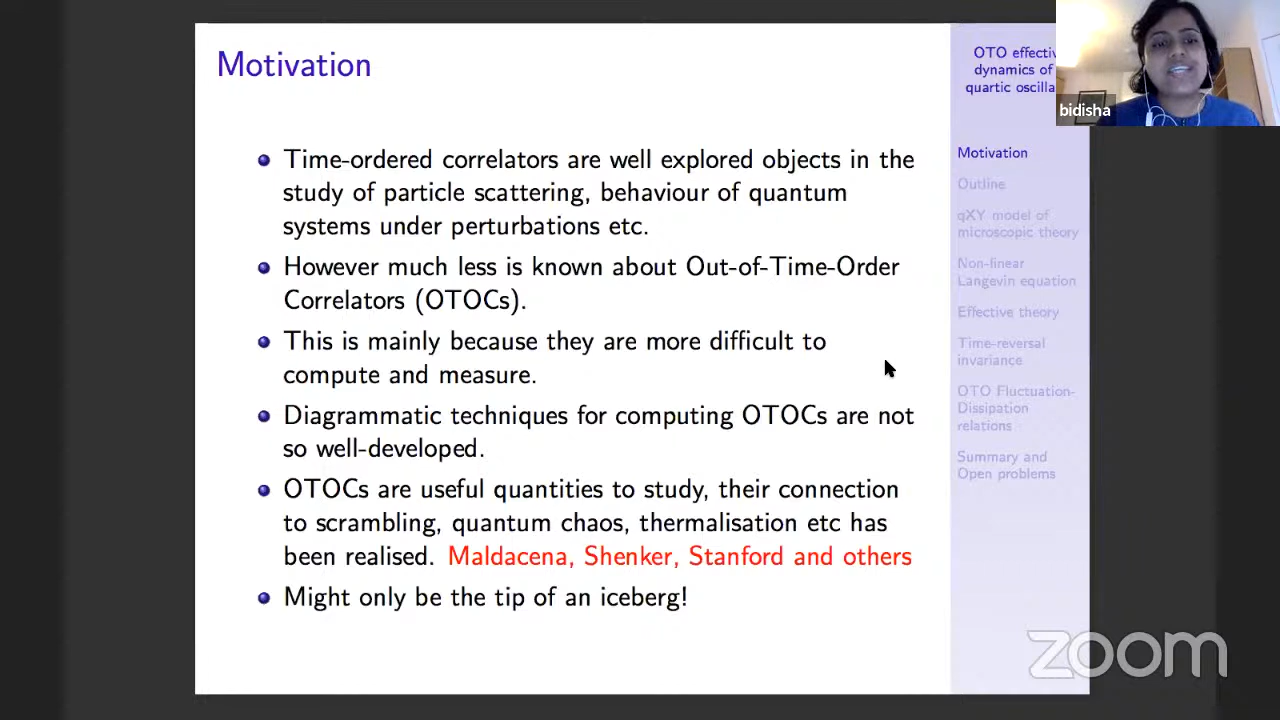 Motivation
Time-ordered correlators are well explored objects in the
study of particle scattering, behaviour of quantum
systems under perturbations etc.
However much less is known about Out-of-Time-Order
Correlators (OTOCs).
This is mainly because they are more difficult to
compute and measure.
Diagrammatic techniques for computing OTOCs are not
so well-developed.
OTOCs are useful quantities to study, their connection
to scrambling, quantum chaos, thermalisation etc has
been realised. Maldacena, Shenker, Stanford and others
Might only be the tip of an iceberg!
OTO effectiv
dynamics of
quartic oscilla
Motivation
Outline
qXY model of
microscopic theory
Non-linear
Langevin equation
Effective theory
Time-reversal
invariance
OTO Fluctuation-
Dissipation
relations
Summary and
Open problems
bidisha
zoom